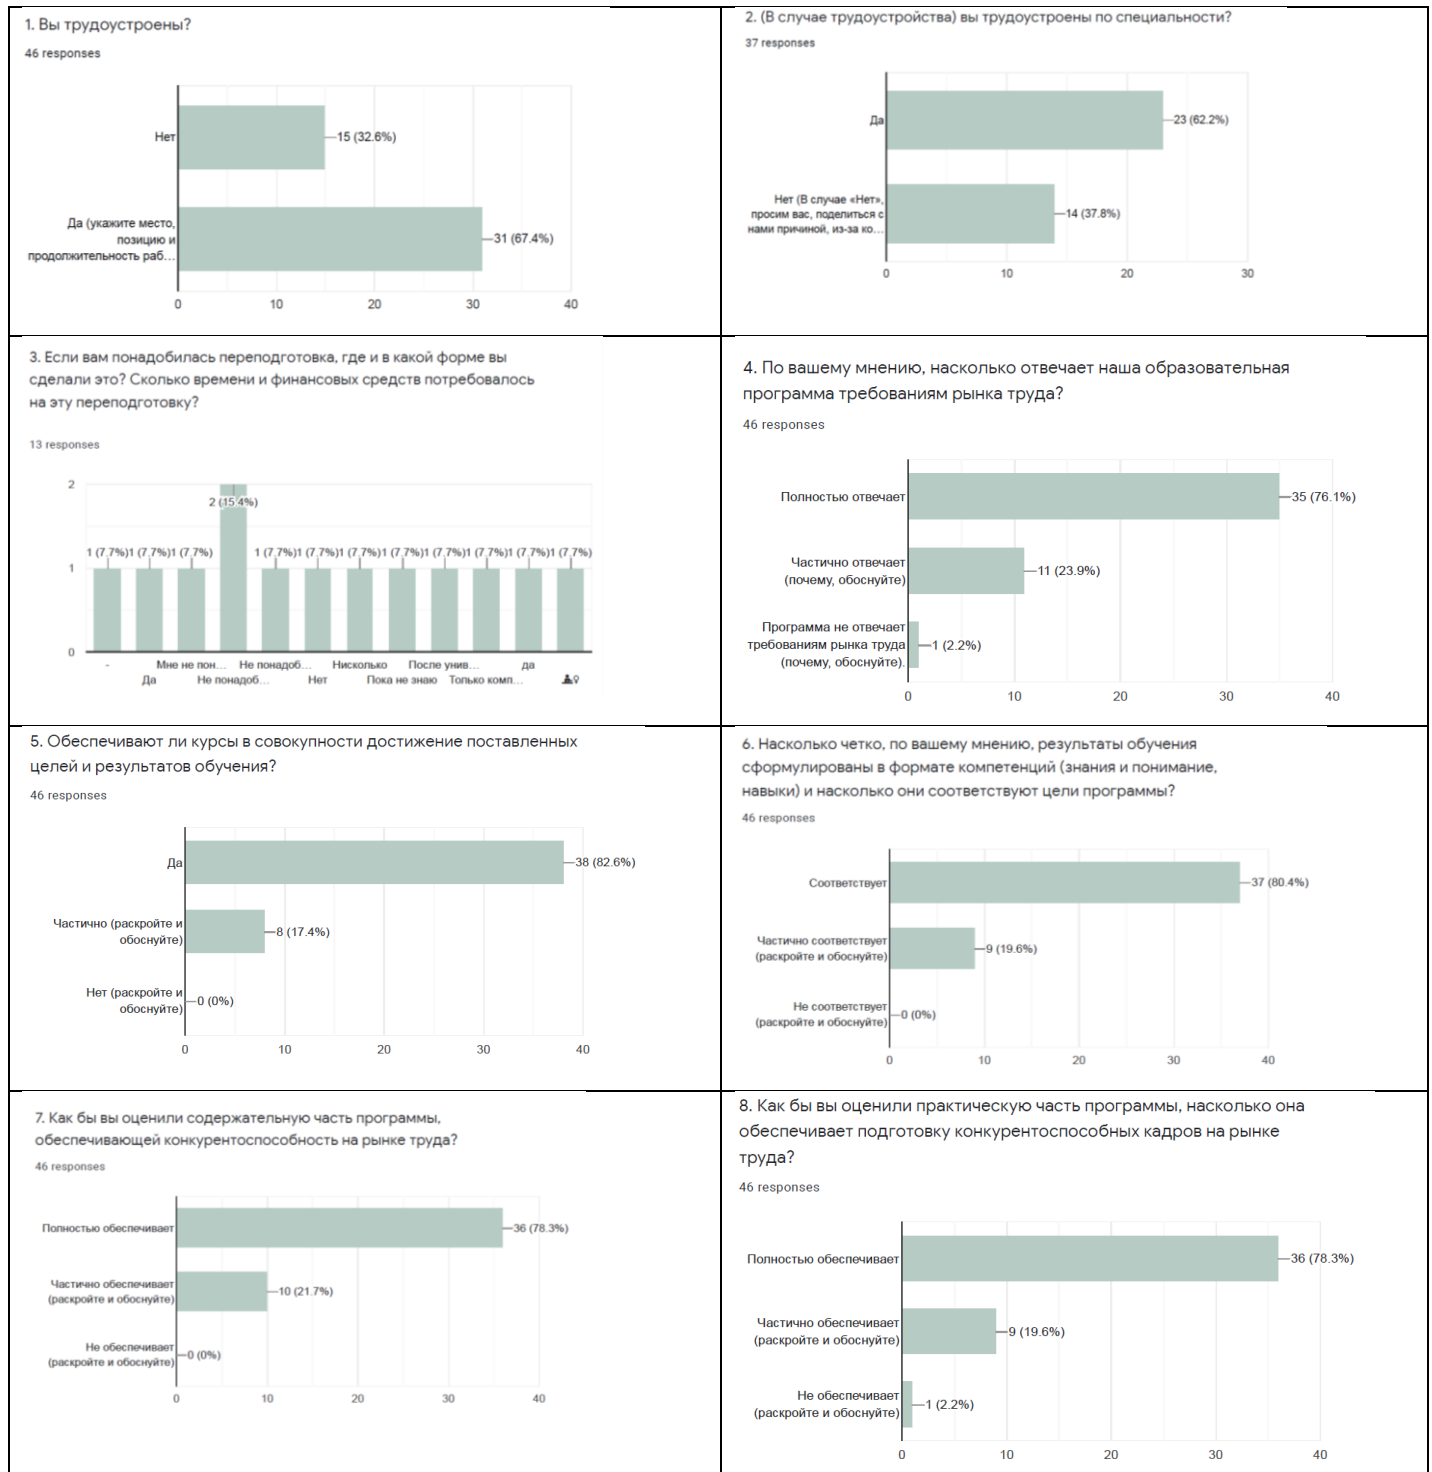 1. Вы трудоустроены?
46 responses
Нет
15 (32.6%)
Да (укажите место,
позицию и
продолжительность раб…
31 (67.4%)
0
10
20
30
40
2. (В случае трудоустройства) вы трудоустроены по специальности?
37 responses
Да
23 (62.2%)
Нет (В случае «Нет»,
просим вас, поделиться с
нами причиной, из-за ко…
14 (37.8%)
0
10
20
30
3. Если вам понадобилась переподготовка, где и в какой форме вы
сделали это? Сколько времени и финансовых средств потребовалось
на эту переподготовку?
13 responses
2
1
0
1 (7.7%)
1 (7.7%)
1 (7.7%)
2 (15.4%)
1 (7.7%)
1 (7.7%)
1 (7.7%)
1 (7.7%)
1 (7.7%)
1 (7.7%)
1 (7.7%)
1 (7.7%)
-
Да
Мне не пон…
Не понадоб…
Не понадоб…
Нет
Нисколько
Пока не знаю
После унив…
Только комп…
да
4. По вашему мнению, насколько отвечает наша образовательная
программа требованиям рынка труда?
46 responses
Полностью отвечает
35 (76.1%)
Частично отвечает
(почему, обоснуйте)
11 (23.9%)
Программа не отвечает
требованиям рынка труда
(почему, обоснуйте).
1 (2.2%)
0
10
20
30
40
5. Обеспечивают ли курсы в совокупности достижение поставленных
целей и результатов обучения?
46 responses
Да
38 (82.6%)
Частично (раскройте и
обоснуйте)
8 (17.4%)
Нет (раскройте и
обоснуйте)
0 (0%)
0
10
20
30
40
6. Насколько четко, по вашему мнению, результаты обучения
сформулированы в формате компетенций (знания и понимание,
навыки) и насколько они соответствуют цели программы?
46 responses
Соответствует
37 (80.4%)
Частично соответствует
(раскройте и обоснуйте)
9 (19.6%)
Не соответствует
(раскройте и обоснуйте)
0 (0%)
0
10
20
30
40
7. Как бы вы оценили содержательную часть программы,
обеспечивающей конкурентоспособность на рынке труда?
46 responses
Полностью обеспечивает
36 (78.3%)
Частично обеспечивает
(раскройте и обоснуйте)
10 (21.7%)
Не обеспечивает
(раскройте и обоснуйте)
0 (0%)
0
10
20
30
40
8. Как бы вы оценили практическую часть программы, насколько она
обеспечивает подготовку конкурентоспособных кадров на рынке
труда?
46 responses
Полностью обеспечивает
36 (78.3%)
Частично обеспечивает
(раскройте и обоснуйте)
9 (19.6%)
Не обеспечивает
(раскройте и обоснуйте)
1 (2.2%)
0
10
20
30
40